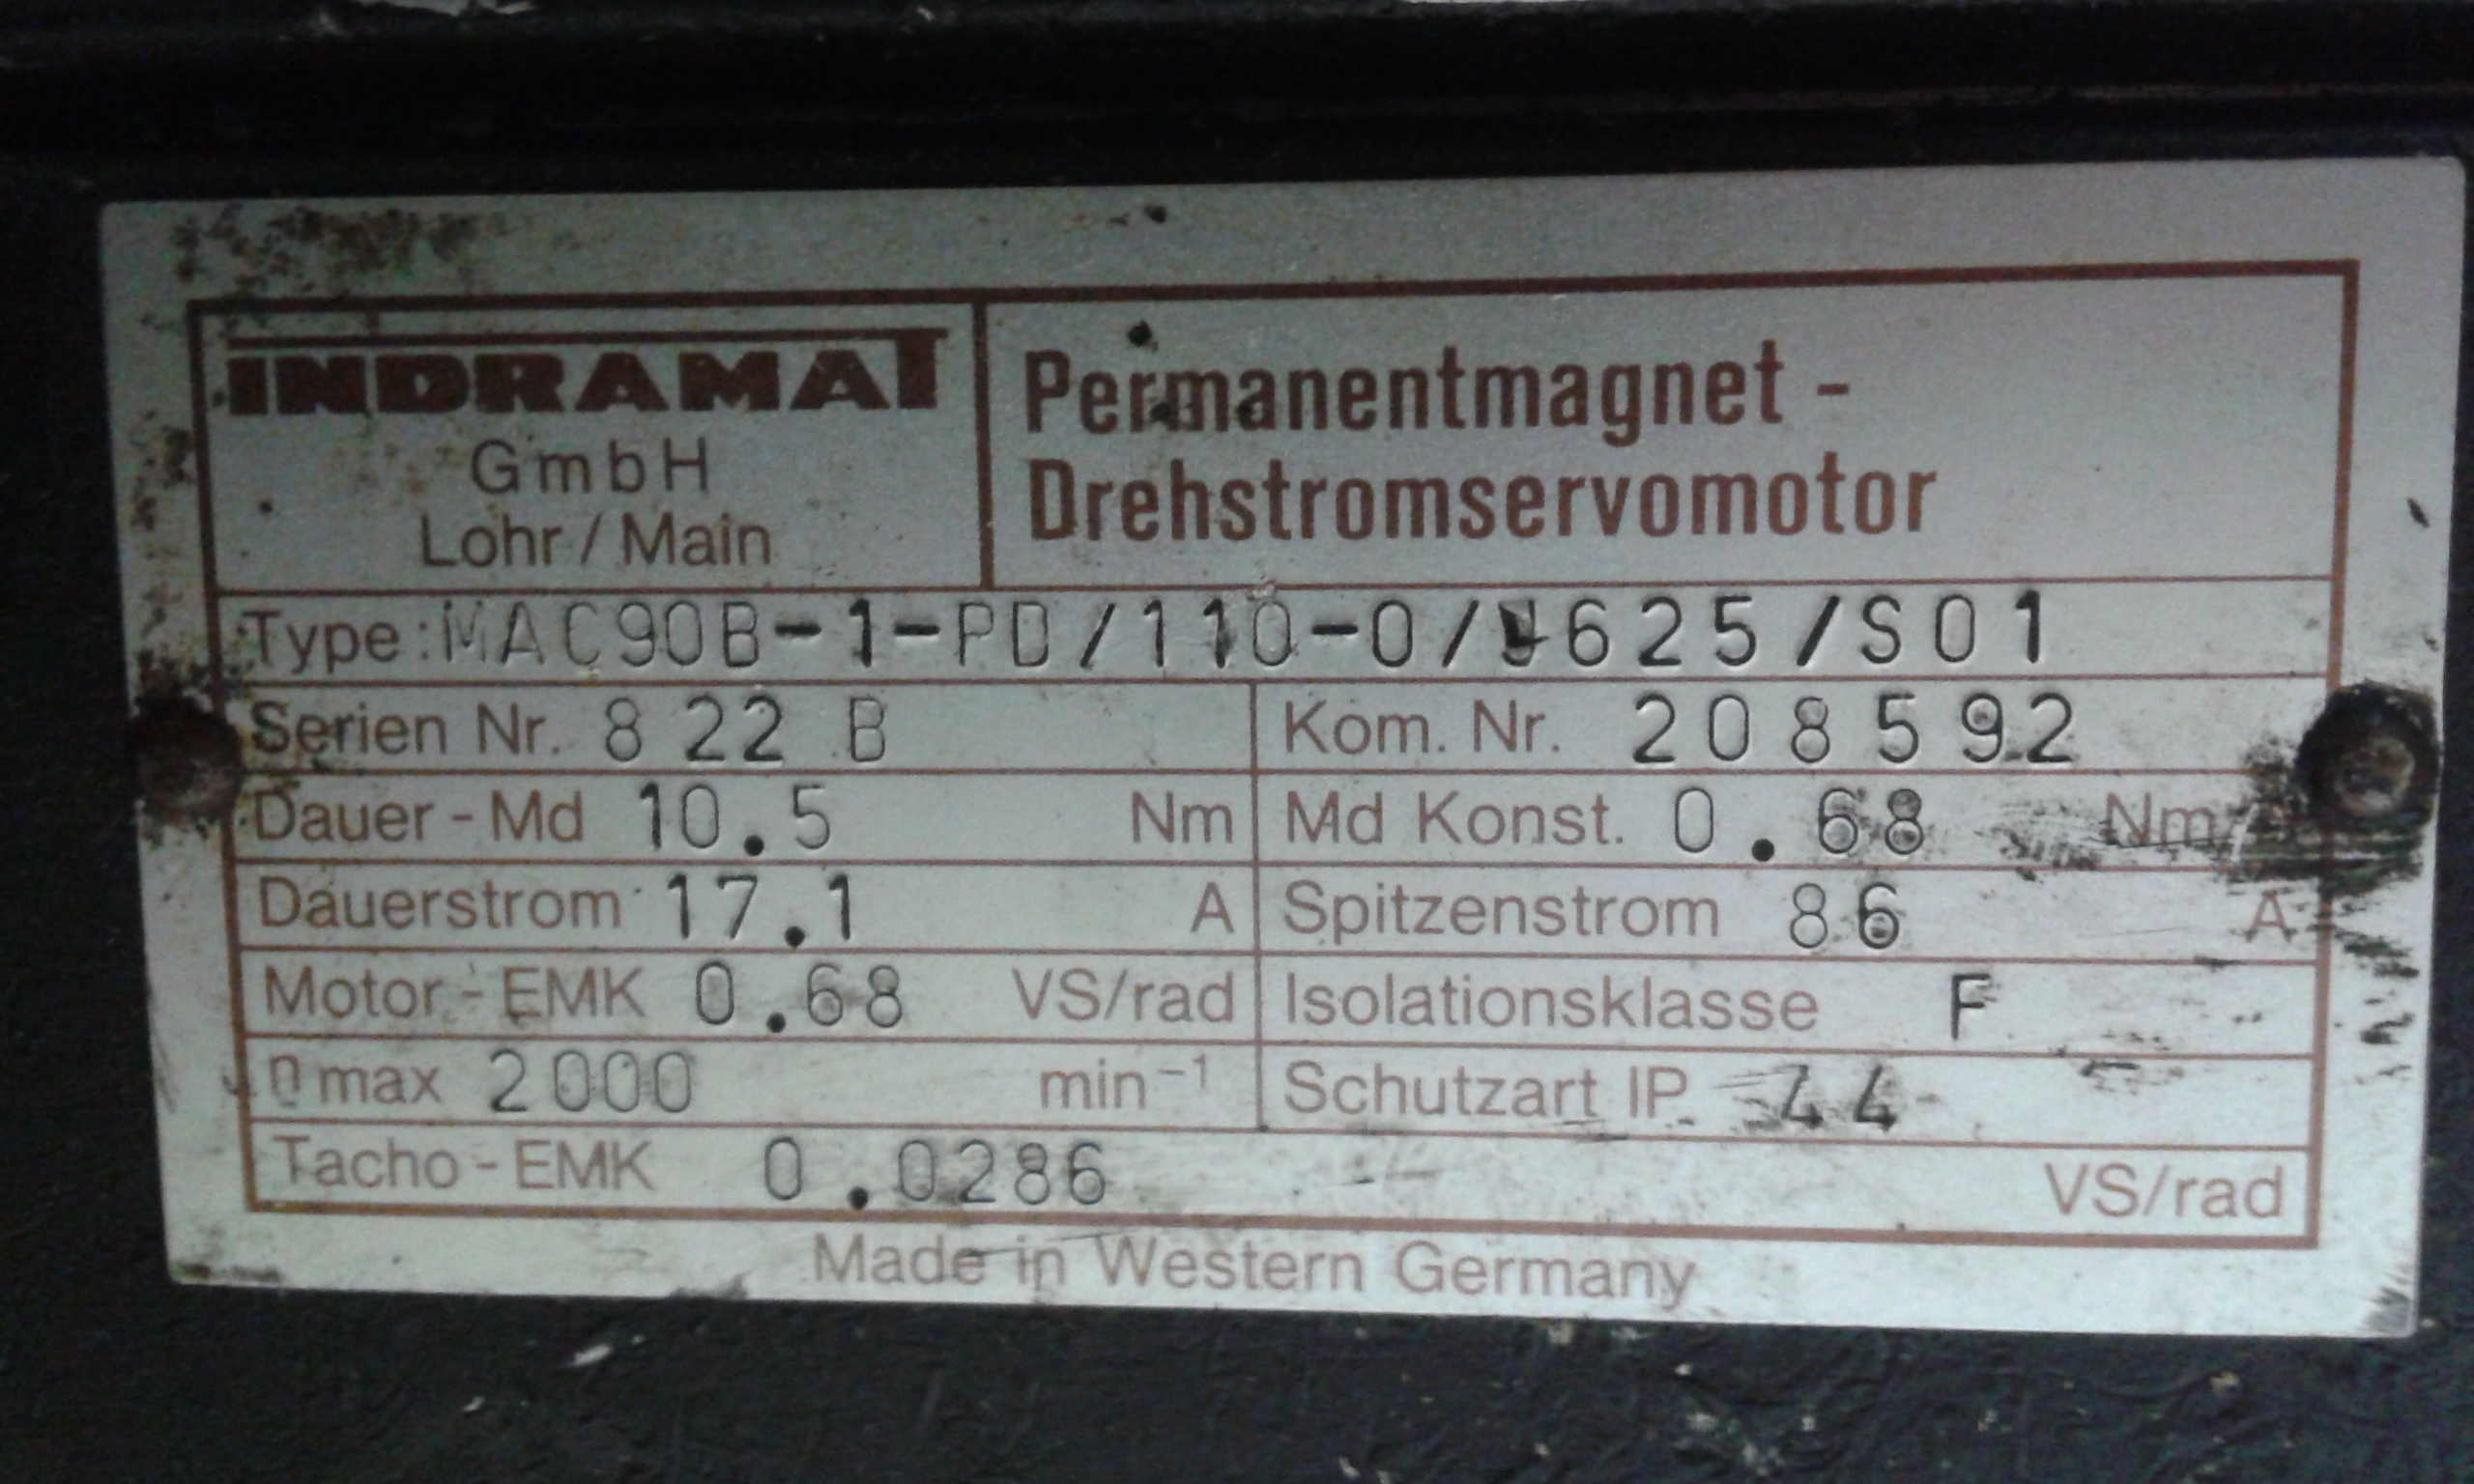 INDRAMAT
GmbH
Lohr / Main
Permanentmagnet -
Drehstromservomotor
Type: MAC90B-1-PD/110-0/ 625/S01
Serien Nr. 822 B
Kom. Nr. 208592
Dauer - Md 10.5 Nm
Md Konst. 0.68
Dauerstrom 17.1 A
Spitzenstrom 86 A
Motor - EMK 0.68 VS/rad
Isolationsklasse F
n max 2000 min⁻¹
Schutzart IP 44
Tacho - EMK 0.0286 VS/rad
Made in Western Germany